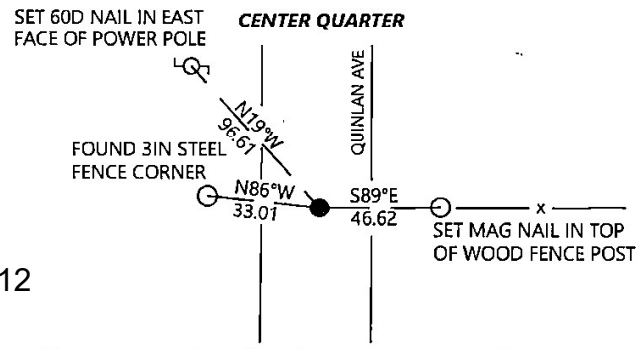 SET 60D NAIL IN EAST
FACE OF POWER POLE
CENTER QUARTER
QUINLAN AVE
N19°W
96.61
FOUND 3IN STEEL
FENCE CORNER
N86°W
33.01
S89°E
46.62
x
SET MAG NAIL IN TOP
OF WOOD FENCE POST
12